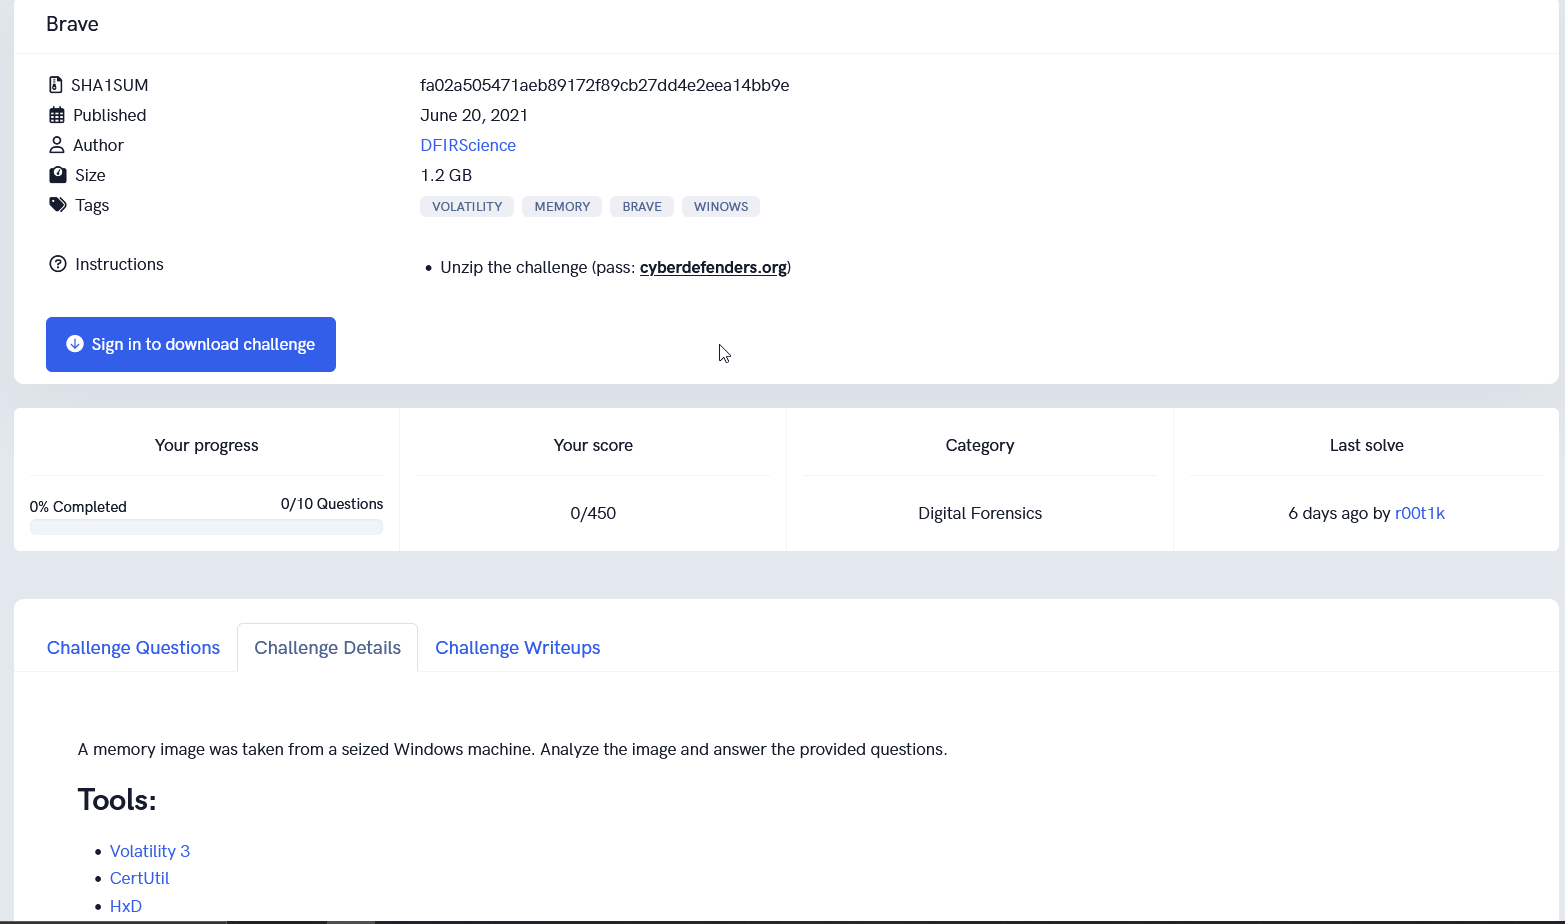 Brave
SHA1SUM fa02a505471aeb89172f89cb27dd4e2eea14bb9e
Published June 20, 2021
Author DFIRScience
Size 1.2 GB
Tags VOLATILITY MEMORY BRAVE WINOWS
Instructions • Unzip the challenge (pass: cyberdefenders.org)
Sign in to download challenge
Your progress Your score Category Last solve
0% Completed 0/10 Questions 0/450 Digital Forensics 6 days ago by r00t1k
Challenge Questions Challenge Details Challenge Writeups
A memory image was taken from a seized Windows machine. Analyze the image and answer the provided questions.
Tools:
• Volatility 3
• CertUtil
• HxD